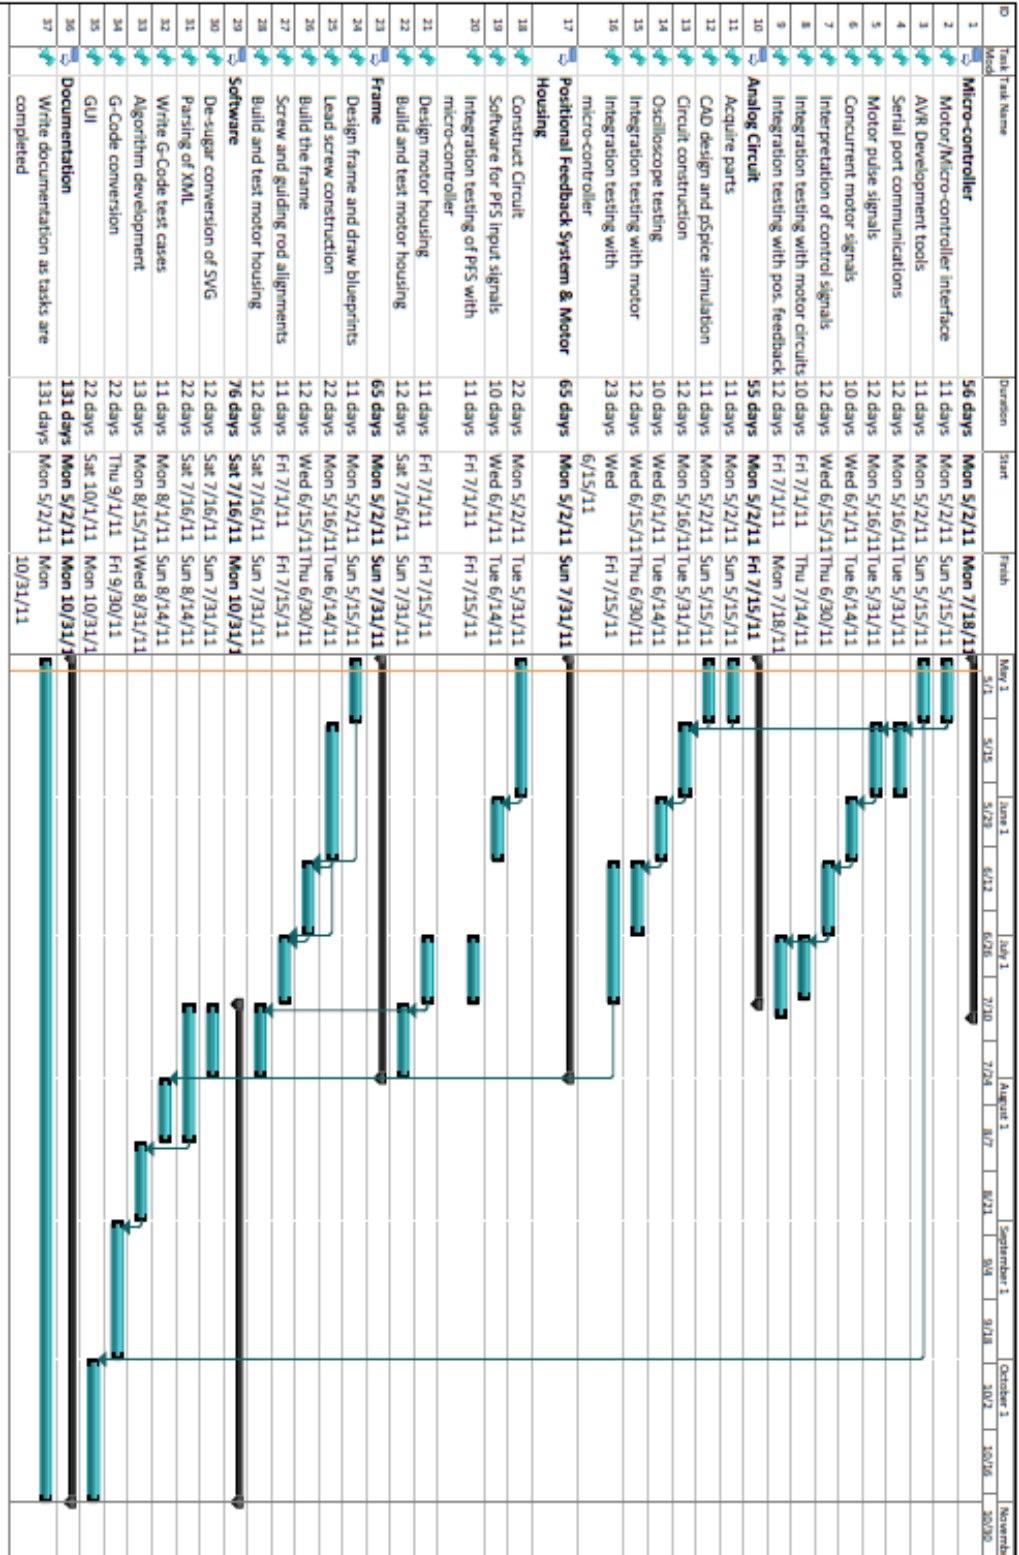 ID Task Mode Task Name Duration Start Finish May 1 June 1 July 1 August 1 September 1 October 1 Novembe
5/1 5/15 5/29 6/12 6/26 7/10 7/24 8/7 8/21 9/4 9/18 10/2 10/16 10/30
1 Micro-controller 56 days Mon 5/2/11 Mon 7/18/11
2 Motor/Micro-controller interface 11 days Mon 5/2/11 Sun 5/15/11
3 AVR Development tools 11 days Mon 5/2/11 Sun 5/15/11
4 Serial port communications 12 days Mon 5/16/11 Tue 5/31/11
5 Motor pulse signals 12 days Mon 5/16/11 Tue 5/31/11
6 Concurrent motor signals 10 days Wed 6/1/11 Tue 6/14/11
7 Interpretation of control signals 12 days Wed 6/15/11 Thu 6/30/11
8 Integration testing with motor circuits 10 days Fri 7/1/11 Thu 7/14/11
9 Integration testing with pos. feedback 12 days Fri 7/1/11 Mon 7/18/11
10 Analog Circuit 55 days Mon 5/2/11 Fri 7/15/11
11 Acquire parts 11 days Mon 5/2/11 Sun 5/15/11
12 CAD design and pSpice simulation 11 days Mon 5/2/11 Sun 5/15/11
13 Circuit construction 12 days Mon 5/16/11 Tue 5/31/11
14 Oscilloscope testing 10 days Wed 6/1/11 Tue 6/14/11
15 Integration testing with motor 12 days Wed 6/15/11 Thu 6/30/11
16 Integration testing with 23 days Wed Fri 7/15/11
micro-controller 6/15/11
17 Positional Feedback System & Motor 65 days Mon 5/2/11 Sun 7/31/11
Housing
18 Construct Circuit 22 days Mon 5/2/11 Tue 5/31/11
19 Software for PFS input signals 10 days Wed 6/1/11 Tue 6/14/11
20 Integration testing of PFS with 11 days Fri 7/1/11 Fri 7/15/11
micro-controller
21 Design motor housing 11 days Fri 7/1/11 Fri 7/15/11
22 Build and test motor housing 12 days Sat 7/16/11 Sun 7/31/11
23 Frame 65 days Mon 5/2/11 Sun 7/31/11
24 Design frame and draw blueprints 11 days Mon 5/2/11 Sun 5/15/11
25 Lead screw construction 22 days Mon 5/16/11 Tue 6/14/11
26 Build the frame 12 days Wed 6/15/11 Thu 6/30/11
27 Screw and guiding rod alignments 11 days Fri 7/1/11 Fri 7/15/11
28 Build and test motor housing 12 days Sat 7/16/11 Sun 7/31/11
29 Software 76 days Sat 7/16/11 Mon 10/31/1
30 De-sugar conversion of SVG 12 days Sat 7/16/11 Sun 7/31/11
31 Parsing of XML 22 days Sat 7/16/11 Sun 8/14/11
32 Write G-Code test cases 11 days Mon 8/1/11 Sun 8/14/11
33 Algorithm development 13 days Mon 8/15/11 Wed 8/31/11
34 G-Code conversion 22 days Thu 9/1/11 Fri 9/30/11
35 GUI 22 days Sat 10/1/11 Mon 10/31/1
36 Documentation 131 days Mon 5/2/11 Mon 10/31/1
37 Write documentation as tasks are 131 days Mon 5/2/11 Mon
completed 10/31/11